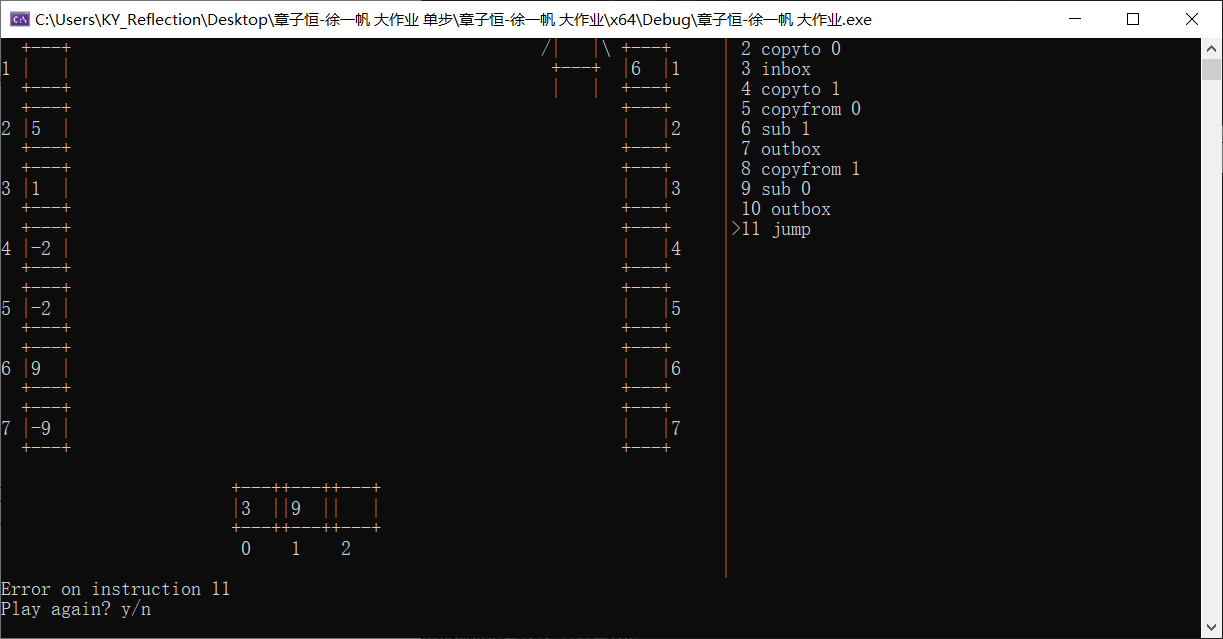 C:\Users\KY_Reflection\Desktop\章子恒-徐一帆 大作业 单步\章子恒-徐一帆 大作业\x64\Debug\章子恒-徐一帆 大作业.exe
2 copyto 0
1 6 1 3 inbox
4 copyto 1
5 copyfrom 0
2 5 2 6 sub 1
7 outbox
8 copyfrom 1
3 1 3 9 sub 0
10 outbox
>11 jump
4 -2 4
5 -2 5
6 9 6
7 -9 7
3 9
0 1 2
Error on instruction 11
Play again? y/n